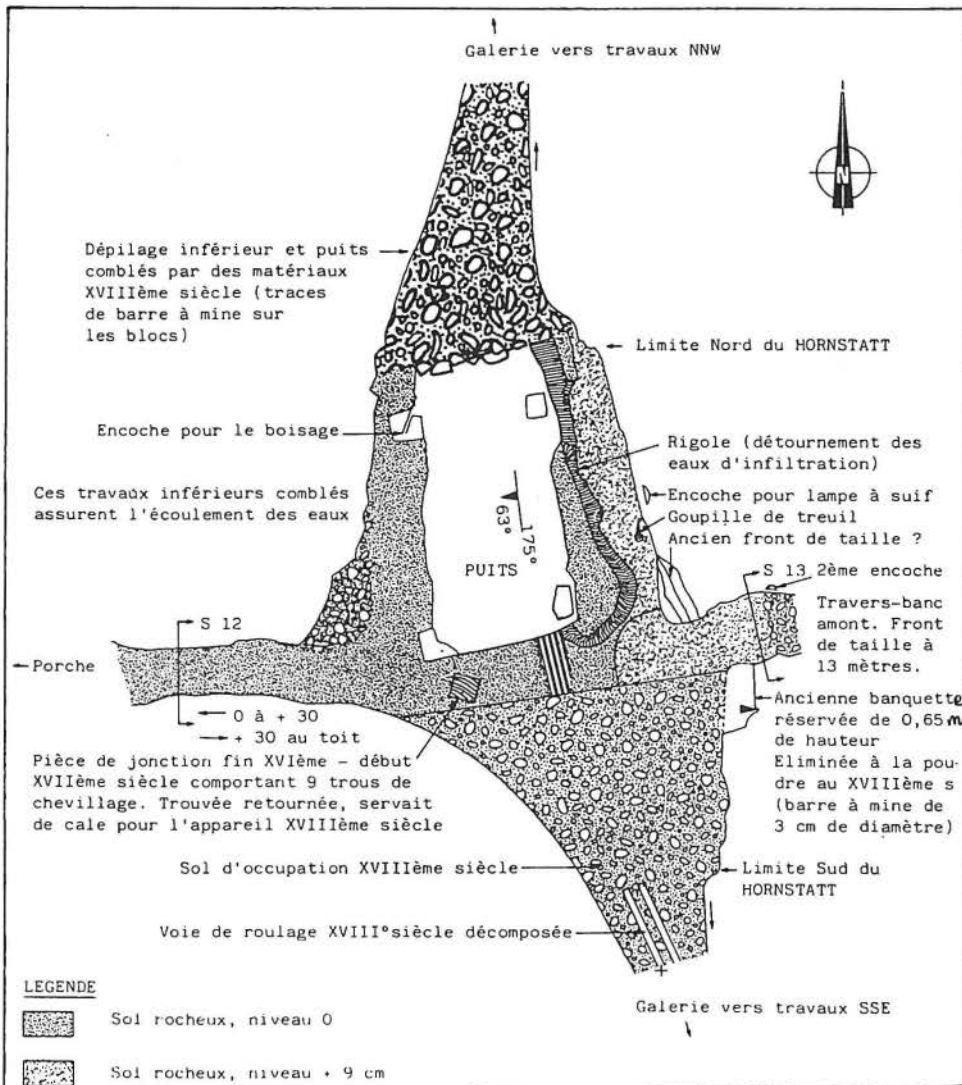 Galerie vers travaux NNW
N
Dépilage inférieur et puits
comblés par des matériaux
XVIIIème siècle (traces
de barre à mine sur
les blocs)
Limite Nord du HORNSTATT
Encoche pour le boisage
Rigole (détournement des
eaux d'infiltration)
Ces travaux inférieurs comblés
assurent l'écoulement des eaux
Encoche pour lampe à suif
Goupille de treuil
Ancien front de taille ?
63°
175°
PUITS
S 13 2ème encoche
S 12
Travers-banc
amont. Front
de taille à
13 mètres.
Porche
0 à + 30
+ 30 au toit
Ancienne banquette
réservée de 0,65 m
de hauteur
Eliminée à la pou-
dre au XVIIIème s
(barre à mine de
3 cm de diamètre)
Pièce de jonction fin XVIème - début
XVIIème siècle comportant 9 trous de
chevillage. Trouvée retournée, servait
de cale pour l'appareil XVIIIème siècle
Sol d'occupation XVIIIème siècle
Limite Sud du
HORNSTATT
Voie de roulage XVIII° siècle décomposée
LEGENDE
Galerie vers travaux SSE
Sol rocheux, niveau 0
Sol rocheux, niveau + 9 cm